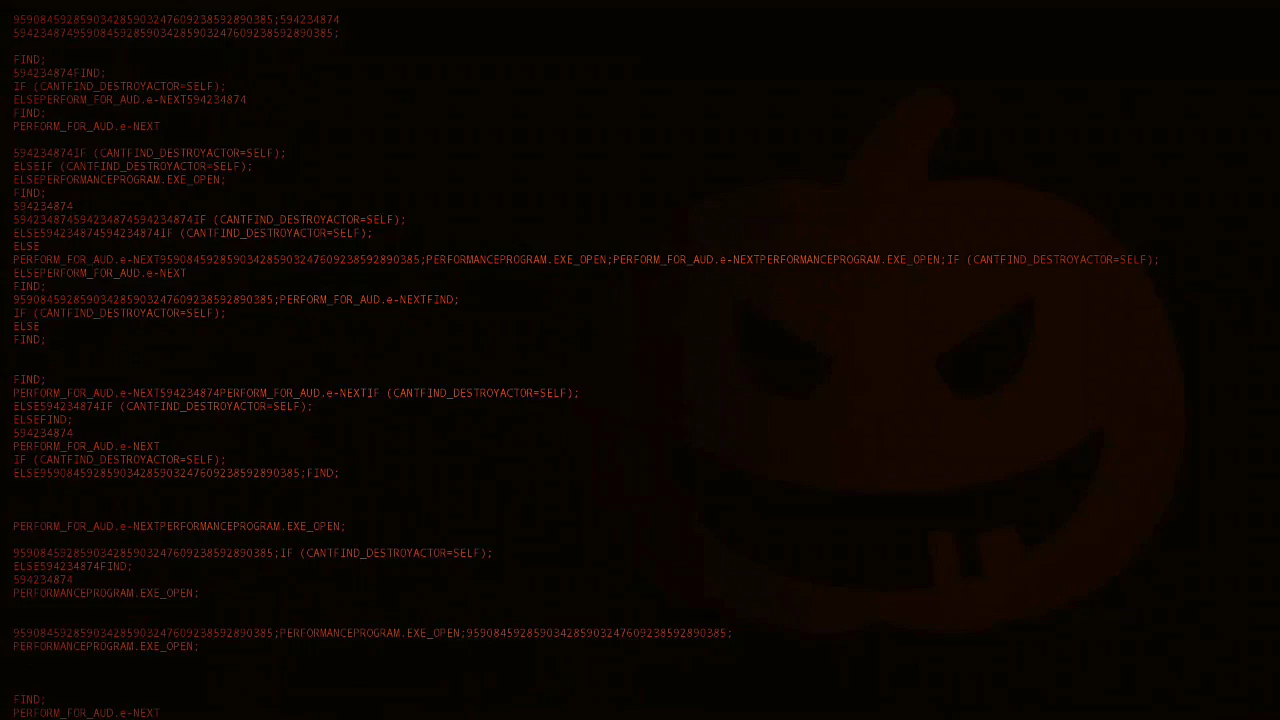 9590845928590342859032476092385928903​85;594234874
5942348749590845928590342859032476092385928903​85;
FIND;
594234874FIND;
IF (CANTFIND_DESTROYACTOR=SELF);
ELSEPERFORM_FOR_AUD.e-NEXT594234874
FIND;
PERFORM_FOR_AUD.e-NEXT
594234874IF (CANTFIND_DESTROYACTOR=SELF);
ELSEIF (CANTFIND_DESTROYACTOR=SELF);
ELSEPERFORMANCEPROGRAM.EXE_OPEN;
FIND;
594234874
594234874594234874594234874IF (CANTFIND_DESTROYACTOR=SELF);
ELSE594234874594234874IF (CANTFIND_DESTROYACTOR=SELF);
ELSE
PERFORM_FOR_AUD.e-NEXT959084592859034285903247609238592890385;PERFORMANCEPROGRAM.EXE_OPEN;PERFORM_FOR_AUD.e-NEXTPERFORMANCEPROGRAM.EXE_OPEN;IF (CANTFIND_DESTROYACTOR=SELF);
ELSEPERFORM_FOR_AUD.e-NEXT
FIND;
959084592859034285903247609238592890385;PERFORM_FOR_AUD.e-NEXTFIND;
IF (CANTFIND_DESTROYACTOR=SELF);
ELSE
FIND;
FIND;
PERFORM_FOR_AUD.e-NEXT594234874PERFORM_FOR_AUD.e-NEXTIF (CANTFIND_DESTROYACTOR=SELF);
ELSE594234874IF (CANTFIND_DESTROYACTOR=SELF);
ELSEFIND;
594234874
PERFORM_FOR_AUD.e-NEXT
IF (CANTFIND_DESTROYACTOR=SELF);
ELSE959084592859034285903247609238592890385;FIND;
PERFORM_FOR_AUD.e-NEXTPERFORMANCEPROGRAM.EXE_OPEN;
959084592859034285903247609238592890385;IF (CANTFIND_DESTROYACTOR=SELF);
ELSE594234874FIND;
594234874
PERFORMANCEPROGRAM.EXE_OPEN;
959084592859034285903247609238592890385;PERFORMANCEPROGRAM.EXE_OPEN;959084592859034285903247609238592890385;
PERFORMANCEPROGRAM.EXE_OPEN;
FIND;
PERFORM_FOR_AUD.e-NEXT